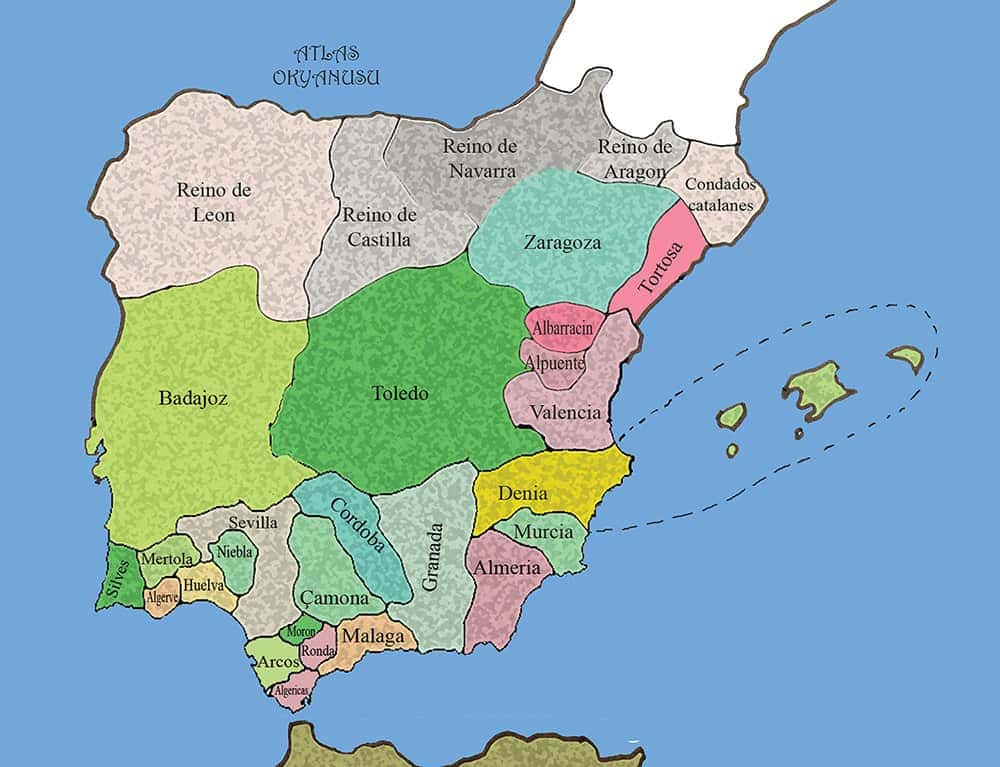 ATLAS
OKYANUSU
Reino de
Leon
Reino de
Castilla
Reino de
Navarra
Reino de
Aragon
Condados
catalanes
Zaragoza
Tortosa
Albarracin
Alpuente
Valencia
Badajoz
Toledo
Denia
Murcia
Almeria
Granada
Cordoba
Sevilla
Niebla
Mertola
Silves
Algerve
Huelva
Çamona
Moron
Ronda
Malaga
Arcos
Algericas